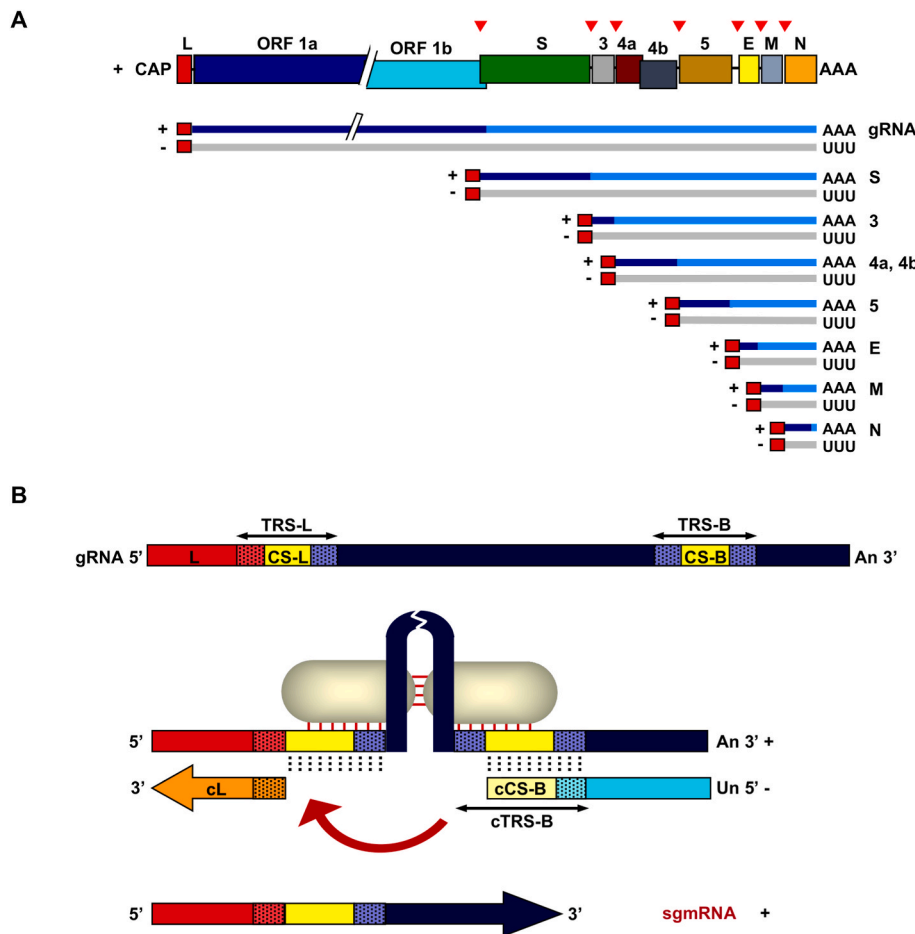 A
L ORF 1a ORF 1b S 3 4a 4b 5 E M N
+ CAP AAA
+ AAA gRNA
- UUU
+ AAA S
- UUU
+ AAA 3
- UUU
+ AAA 4a, 4b
- UUU
+ AAA 5
- UUU
+ AAA E
- UUU
+ AAA M
- UUU
+ AAA N
- UUU
B
TRS-L TRS-B
gRNA 5’ L CS-L CS-B An 3’
5’ An 3’ +
3’ cL cCS-B Un 5’ -
cTRS-B
5’ 3’ sgmRNA +